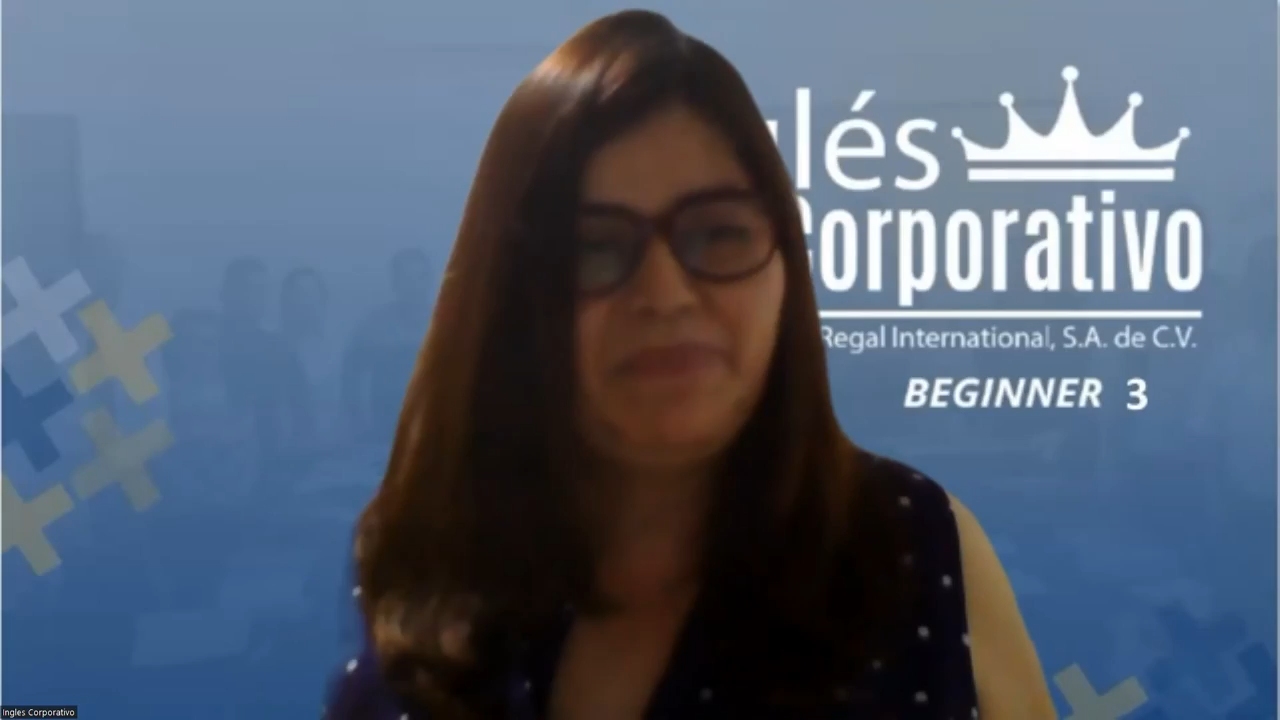 lés
Corporativo
Regal International, S.A. de C.V.
BEGINNER 3
Ingles Corporativo